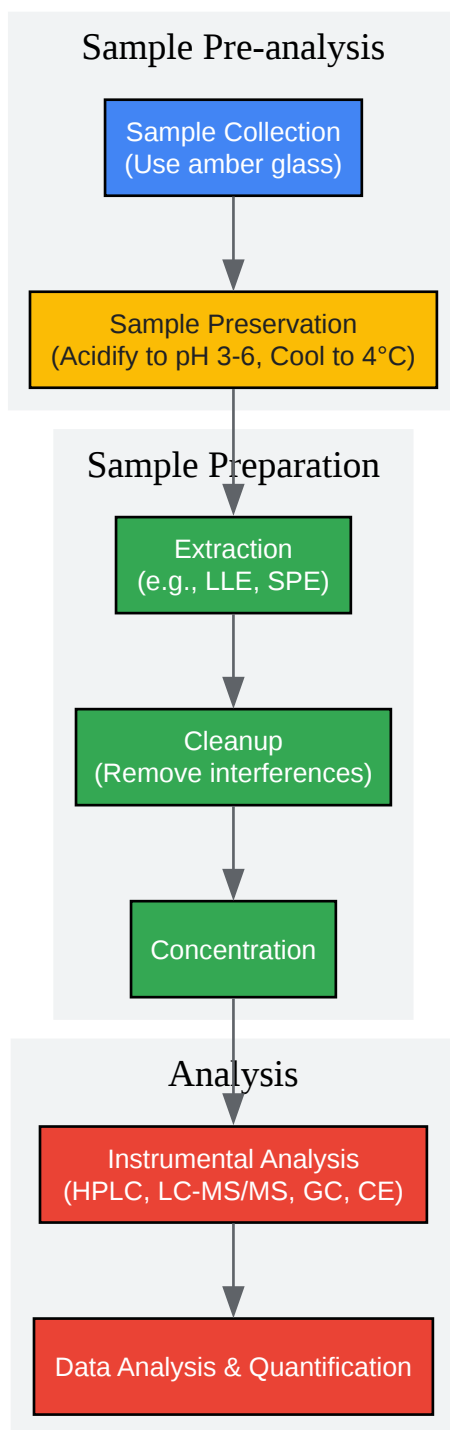 Sample Pre-analysis
Sample Collection
(Use amber glass)
Sample Preservation
(Acidify to pH 3-6, Cool to 4°C)
Sample Preparation
Extraction
(e.g., LLE, SPE)
Cleanup
(Remove interferences)
Concentration
Analysis
Instrumental Analysis
(HPLC, LC-MS/MS, GC, CE)
Data Analysis & Quantification